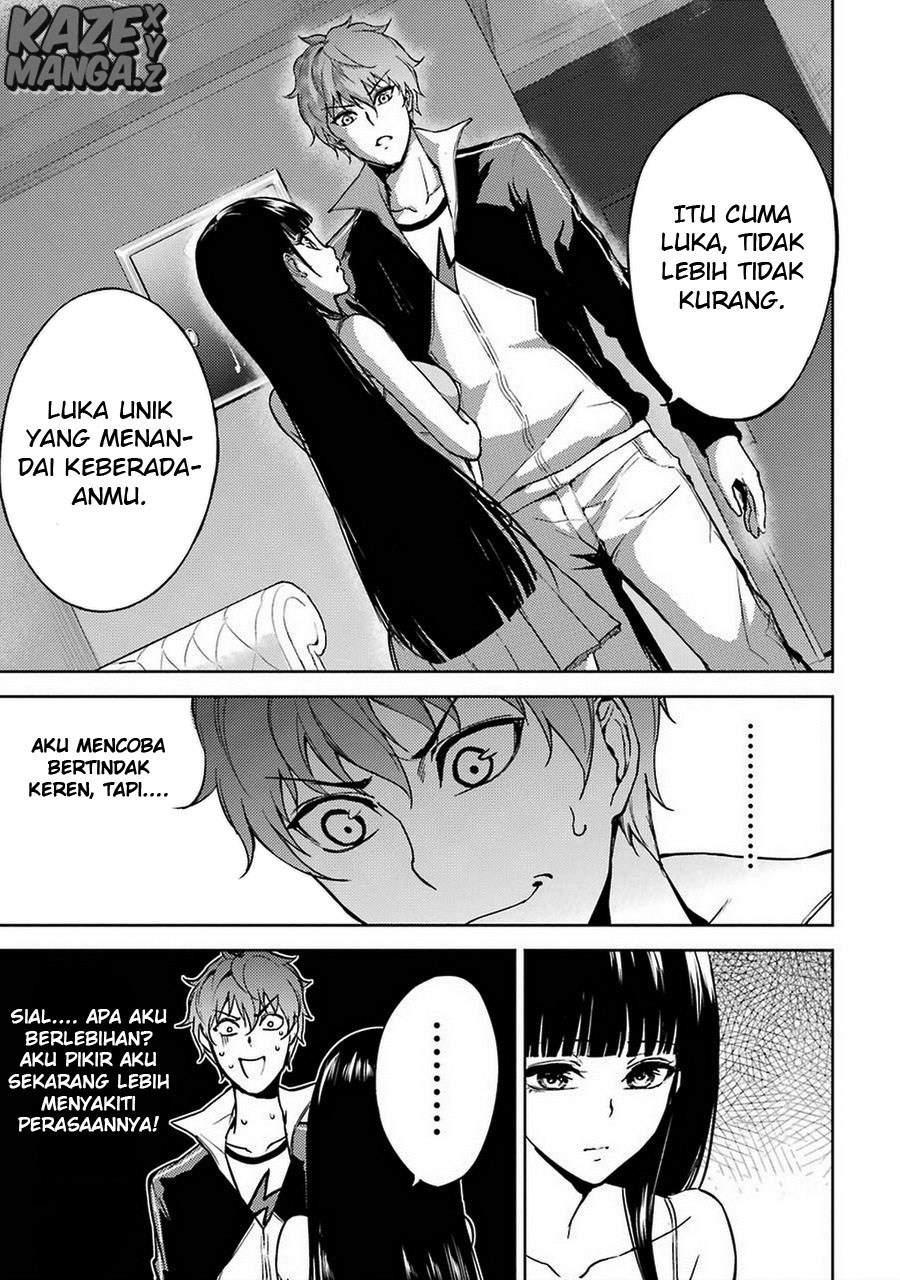 KAZE
MANGA.XYZ
ITU CUMA
LUKA, TIDAK
LEBIH TIDAK
KURANG.
LUKA UNIK
YANG MENAN-
DAI KEBERADA-
ANMU.
.........
AKU MENCOBA
BERTINDAK
KEREN, TAPI....
.......
SIAL.... APA AKU
BERLEBIHAN?
AKU PIKIR AKU
SEKARANG LEBIH
MENYAKITI
PERASAANNYA!